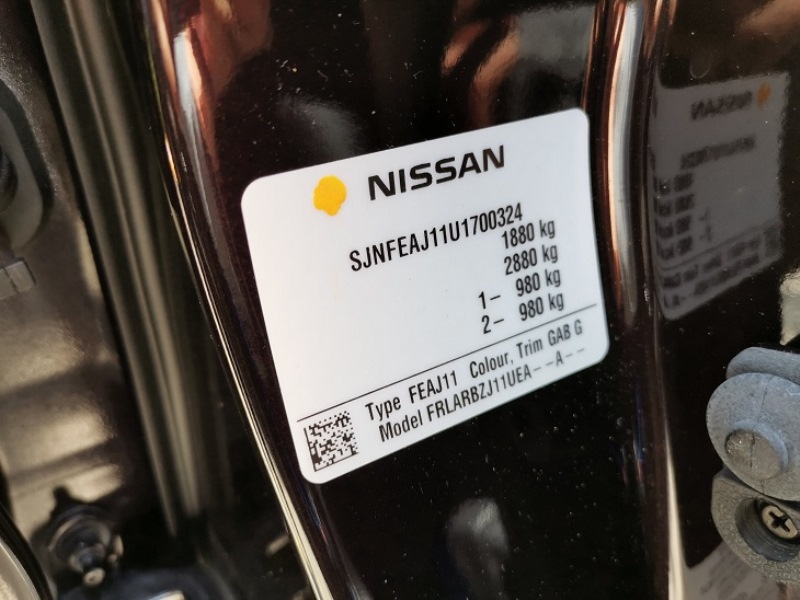 NISSAN
SJNFEAJ11U1700324
1880 kg
2880 kg
1– 980 kg
2– 980 kg
Type FEAJ11 Colour, Trim GAB G
Model FRLARBZJ11UEA--A--